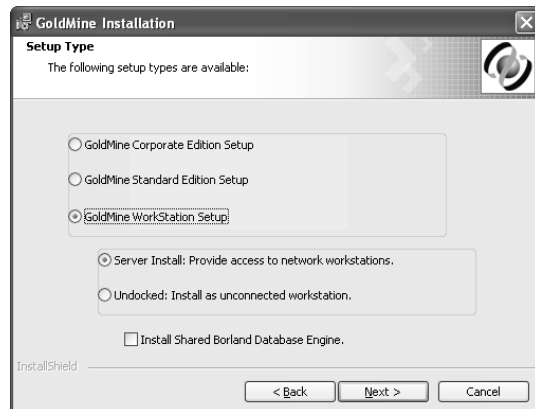 GoldMine Installation
Setup Type
The following setup types are available:
GoldMine Corporate Edition Setup
GoldMine Standard Edition Setup
GoldMine WorkStation Setup
Server Install: Provide access to network workstations.
Undocked: Install as unconnected workstation.
Install Shared Borland Database Engine.
InstallShield
< Back Next > Cancel